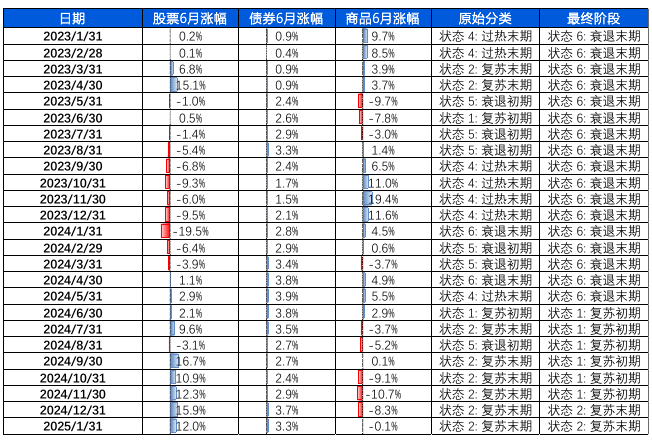 日期 股票6月涨幅 债券6月涨幅 商品6月涨幅 原始分类 最终阶段
2023/1/31 0.2% 0.9% 9.7% 状态 4: 过热末期 状态 6: 衰退末期
2023/2/28 0.1% 0.4% 8.5% 状态 4: 过热末期 状态 6: 衰退末期
2023/3/31 6.8% 0.9% 3.9% 状态 2: 复苏末期 状态 6: 衰退末期
2023/4/30 15.1% 0.9% 3.7% 状态 2: 复苏末期 状态 6: 衰退末期
2023/5/31 -1.0% 2.4% -9.7% 状态 5: 衰退初期 状态 6: 衰退末期
2023/6/30 0.5% 2.6% -7.8% 状态 1: 复苏初期 状态 6: 衰退末期
2023/7/31 -1.4% 2.9% -3.0% 状态 5: 衰退初期 状态 6: 衰退末期
2023/8/31 -5.4% 3.3% 1.4% 状态 5: 衰退初期 状态 6: 衰退末期
2023/9/30 -6.8% 2.4% 6.5% 状态 4: 过热末期 状态 6: 衰退末期
2023/10/31 -9.3% 1.7% 11.0% 状态 4: 过热末期 状态 6: 衰退末期
2023/11/30 -6.0% 1.5% 19.4% 状态 4: 过热末期 状态 6: 衰退末期
2023/12/31 -9.5% 2.1% 11.6% 状态 4: 过热末期 状态 6: 衰退末期
2024/1/31 -19.5% 2.8% 4.5% 状态 6: 衰退末期 状态 6: 衰退末期
2024/2/29 -6.4% 2.9% 0.6% 状态 5: 衰退初期 状态 6: 衰退末期
2024/3/31 -3.9% 3.4% -3.7% 状态 5: 衰退初期 状态 6: 衰退末期
2024/4/30 1.1% 3.8% 4.9% 状态 6: 衰退末期 状态 6: 衰退末期
2024/5/31 2.9% 3.9% 5.5% 状态 4: 过热末期 状态 6: 衰退末期
2024/6/30 2.1% 3.8% 2.9% 状态 1: 复苏初期 状态 1: 复苏初期
2024/7/31 9.6% 3.5% -3.7% 状态 2: 复苏末期 状态 1: 复苏初期
2024/8/31 -3.1% 2.7% -5.2% 状态 5: 衰退初期 状态 1: 复苏初期
2024/9/30 16.7% 2.7% 0.1% 状态 2: 复苏末期 状态 1: 复苏初期
2024/10/31 10.9% 2.4% -9.1% 状态 2: 复苏末期 状态 1: 复苏初期
2024/11/30 12.3% 2.9% -10.7% 状态 2: 复苏末期 状态 1: 复苏初期
2024/12/31 15.9% 3.7% -8.3% 状态 2: 复苏末期 状态 2: 复苏末期
2025/1/31 12.0% 3.3% -0.1% 状态 2: 复苏末期 状态 2: 复苏末期